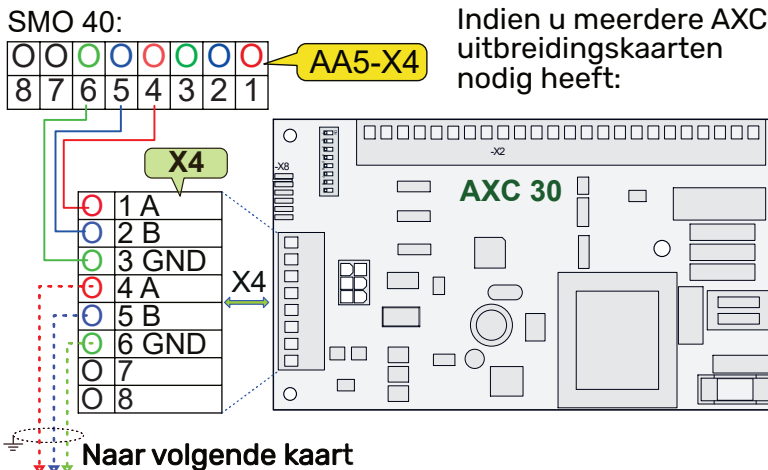 SMO 40:
Indien u meerdere AXC
uitbreidingskaarten
nodig heeft:
AA5-X4
8 7 6 5 4 3 2 1
X4
-X8
-X2
AXC 30
1 A
2 B
3 GND
4 A
5 B
6 GND
7
8
X4
Naar volgende kaart